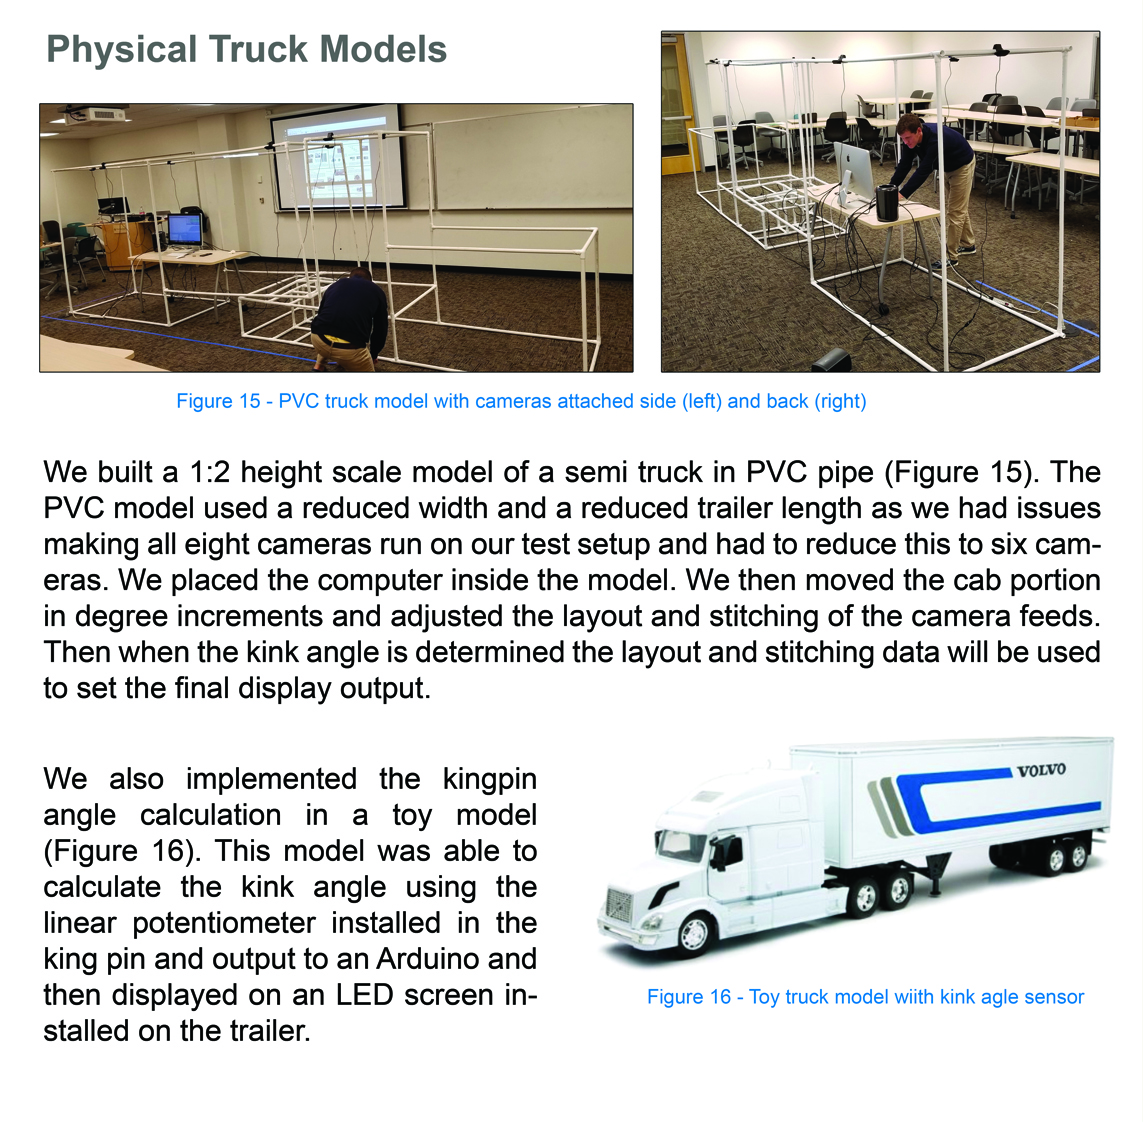 Physical Truck Models
Figure 15 - PVC truck model with cameras attached side (left) and back (right)
We built a 1:2 height scale model of a semi truck in PVC pipe (Figure 15). The
PVC model used a reduced width and a reduced trailer length as we had issues
making all eight cameras run on our test setup and had to reduce this to six cam-
eras. We placed the computer inside the model. We then moved the cab portion
in degree increments and adjusted the layout and stitching of the camera feeds.
Then when the kink angle is determined the layout and stitching data will be used
to set the final display output.
We also implemented the kingpin
angle calculation in a toy model
(Figure 16). This model was able to
calculate the kink angle using the
linear potentiometer installed in the
king pin and output to an Arduino and
then displayed on an LED screen in-
stalled on the trailer.
VOLVO
Figure 16 - Toy truck model wiith kink agle sensor